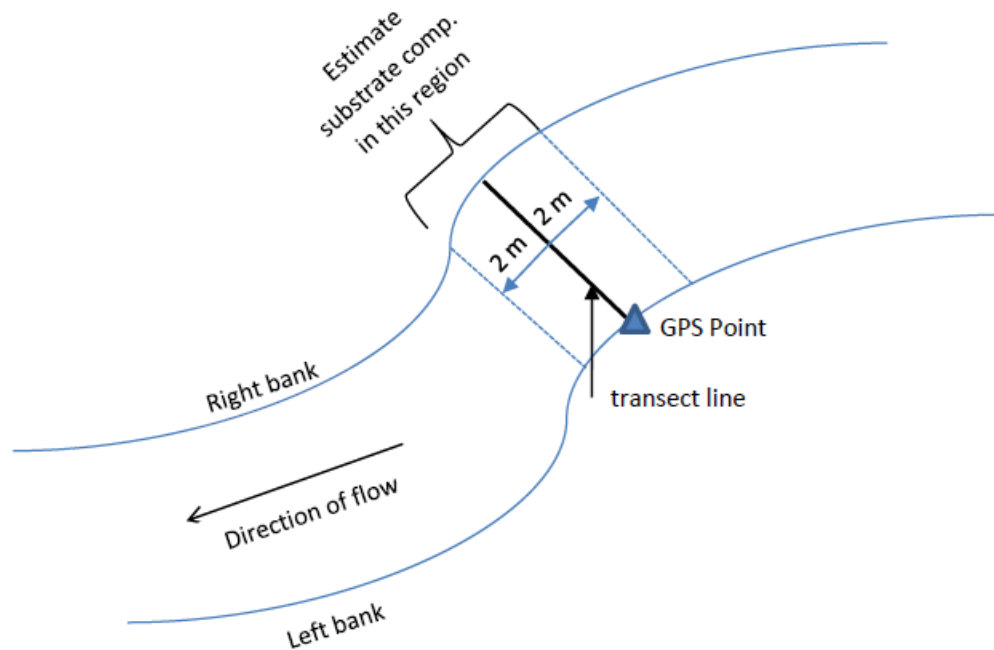 Estimate
substrate comp.
in this region
2 m
2 m
GPS Point
transect line
Right bank
Direction of flow
Left bank